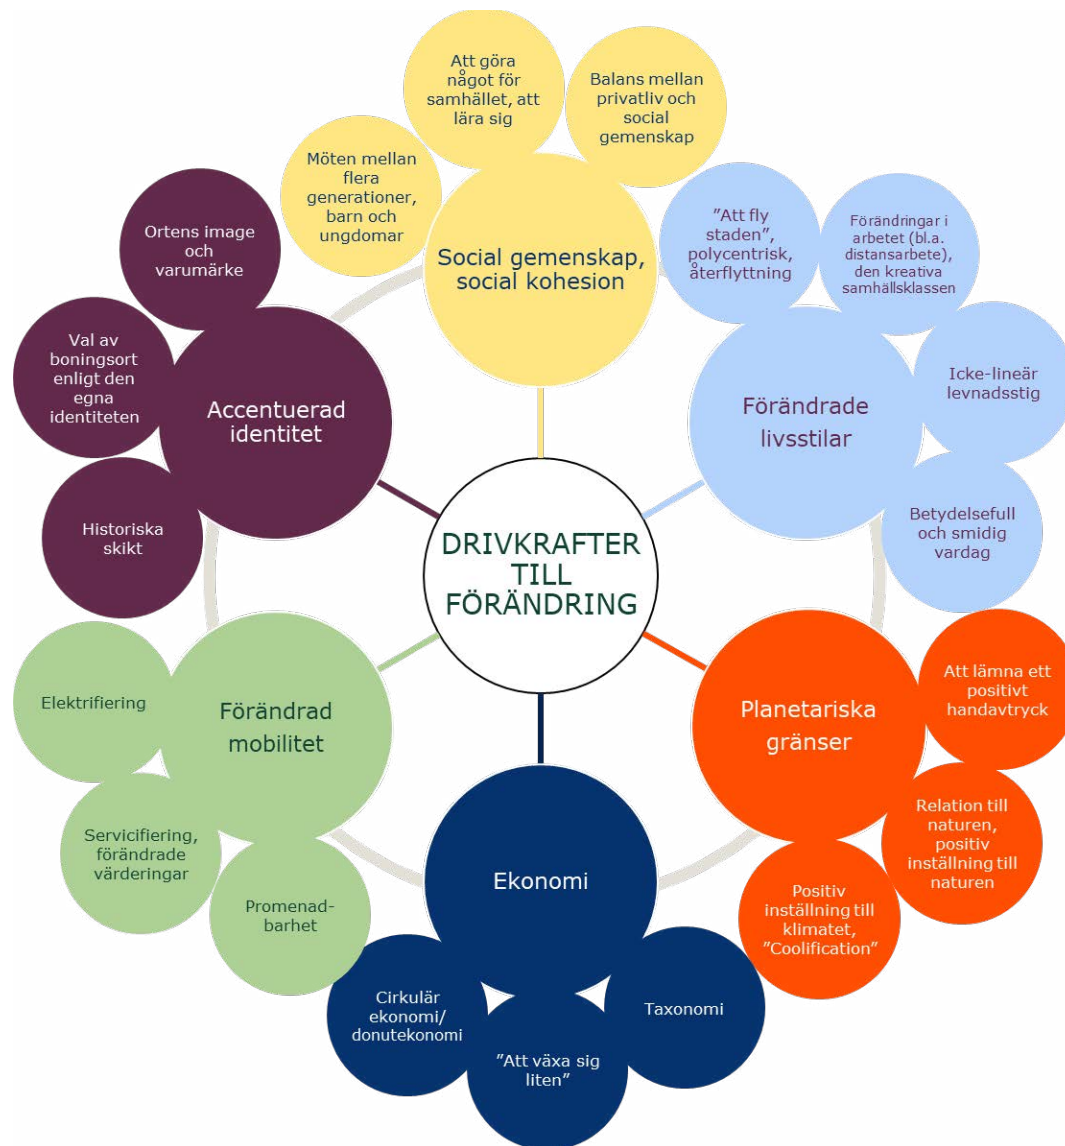 Att göra
något för
samhället, att
lära sig
Balans mellan
privatliv och
social
gemenskap
Möten mellan
flera
generationer,
barn och
ungdomar
Social gemenskap,
social kohesion
"Att fly
staden",
polycentrisk,
återflyttning
Förändringar i
arbetet (bl.a.
distansarbete),
den kreativa
samhällsklassen
Icke-lineär
levnadsstig
Betydelsefull
och smidig
vardag
Förändrade
livsstilar
Ortens image
och
varumärke
Val av
boningsort
enligt den
egna
identiteten
Historiska
skikt
Accentuerad
identitet
DRIVKRAFTER
TILL
FÖRÄNDRING
Elektrifiering
Servicifiering,
förändrade
värderingar
Promenad-
barhet
Förändrad
mobilitet
Planetariska
gränser
Att lämna ett
positivt
handavtryck
Relation till
naturen,
positiv
inställning till
naturen
Positiv
inställning till
klimatet,
"Coolification"
Ekonomi
Cirkulär
ekonomi/
donutekonomi
"Att växa sig
liten"
Taxonomi